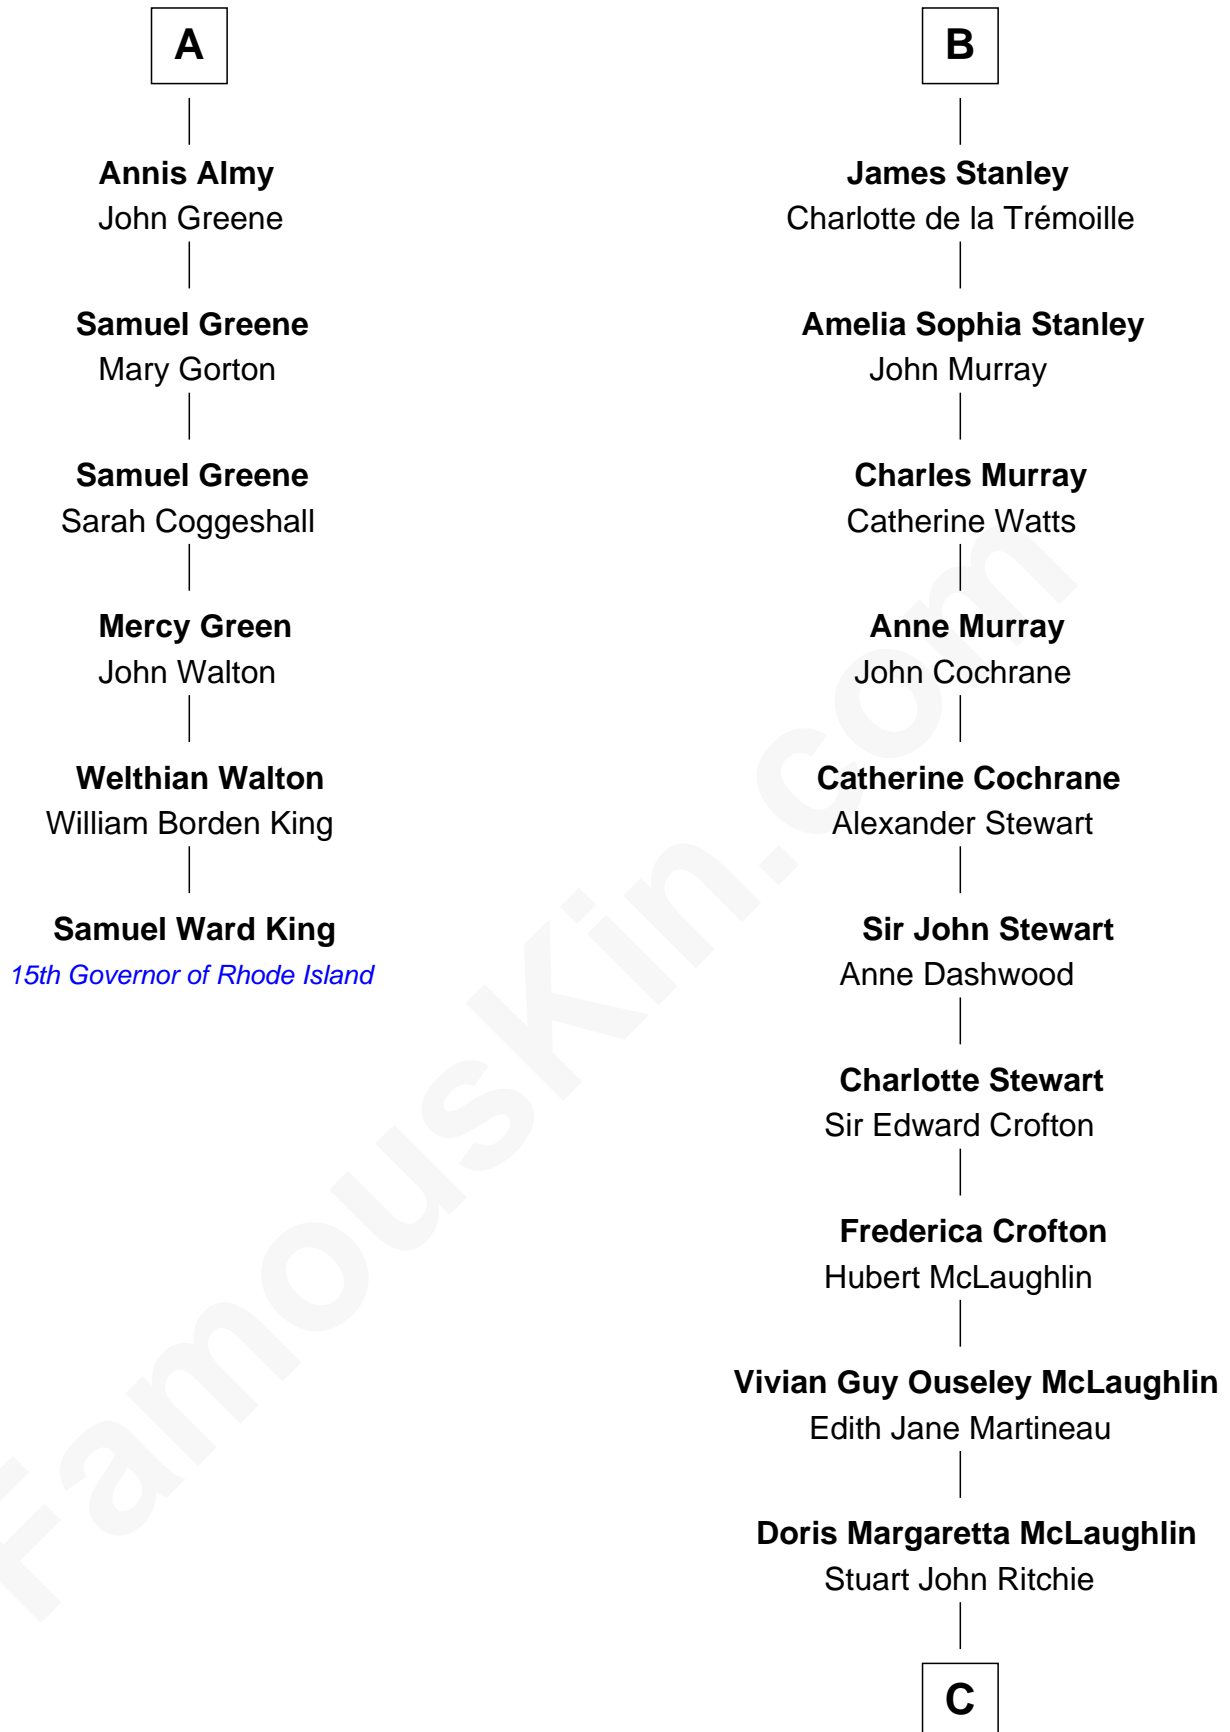 A
Annis Almy
John Greene
Samuel Greene
Mary Gorton
Samuel Greene
Sarah Coggeshall
Mercy Green
John Walton
Welthian Walton
William Borden King
Samuel Ward King
15th Governor of Rhode Island
B
James Stanley
Charlotte de la Trémoille
Amelia Sophia Stanley
John Murray
Charles Murray
Catherine Watts
Anne Murray
John Cochrane
Catherine Cochrane
Alexander Stewart
Sir John Stewart
Anne Dashwood
Charlotte Stewart
Sir Edward Crofton
Frederica Crofton
Hubert McLaughlin
Vivian Guy Ouseley McLaughlin
Edith Jane Martineau
Doris Margaretta McLaughlin
Stuart John Ritchie
C
FamousKin.com